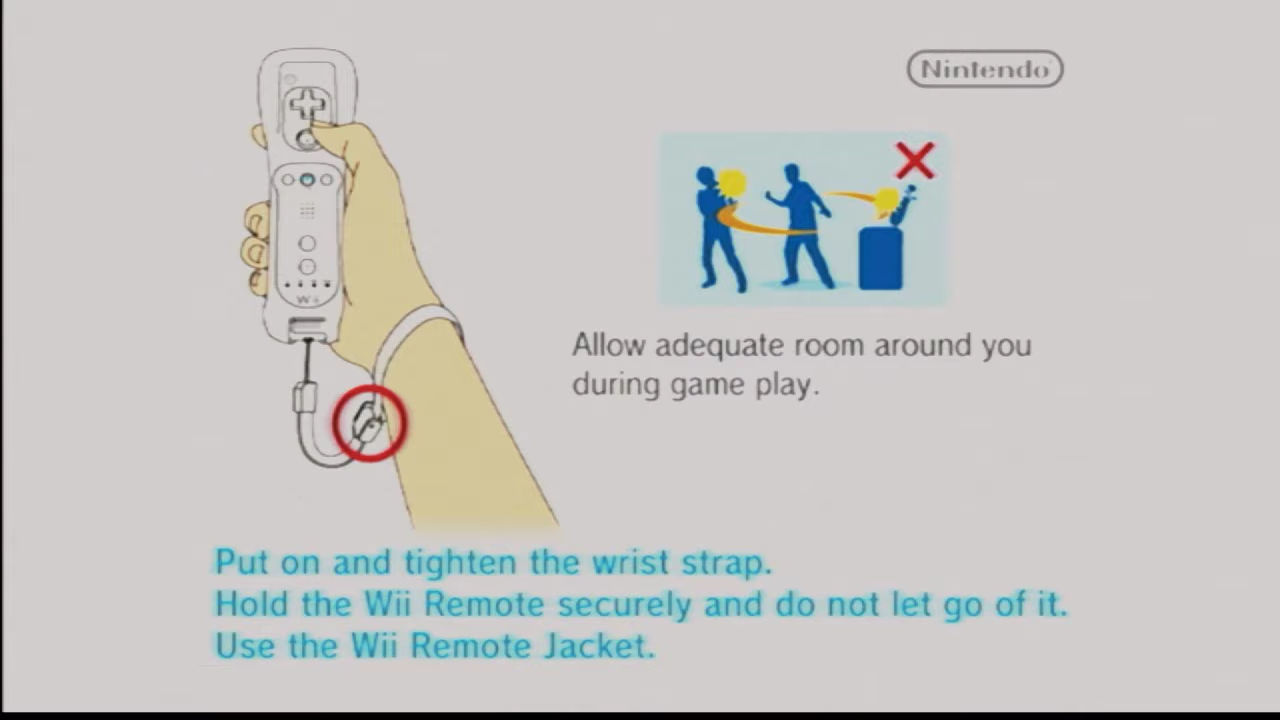 Nintendo
Allow adequate room around you
during game play.
Wii
Put on and tighten the wrist strap.
Hold the Wii Remote securely and do not let go of it.
Use the Wii Remote Jacket.